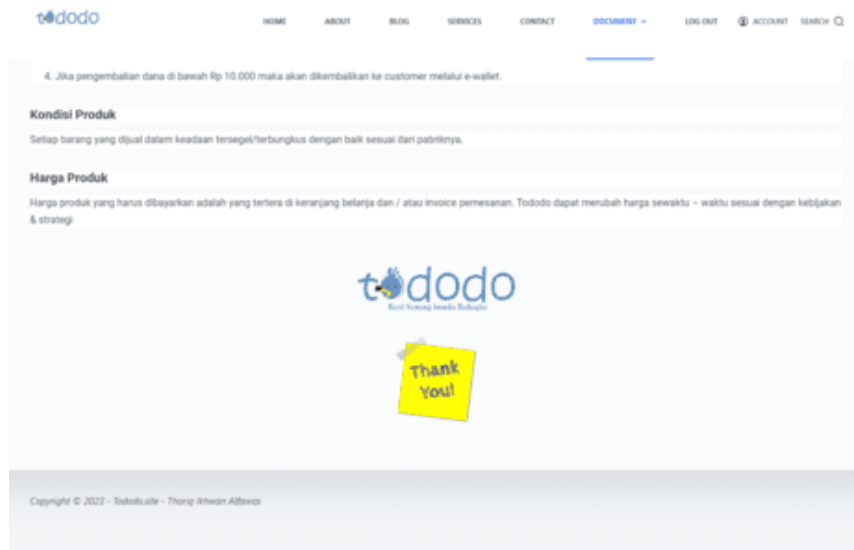 tododo
HOME ABOUT BLOG SERVICES CONTACT DOCUMENT LOG OUT ACCOUNT SEARCH
4. Jika pengembalian dana di bawah Rp 10.000 maka akan dikembalikan ke customer melalui e-wallet.
Kondisi Produk
Setiap barang yang dijual dalam keadaan tersegel/terbungkus dengan baik sesuai dari pabriknya.
Harga Produk
Harga produk yang harus dibayarkan adalah yang tertera di keranjang belanja dan / atau invoice pemesanan. Tododo dapat merubah harga sewaktu – waktu sesuai dengan kebijakan
& strategi
tododo
Thank
You!
Copyright © 2023 - Tododo.site - Thoriq Ikhwan Alfawas